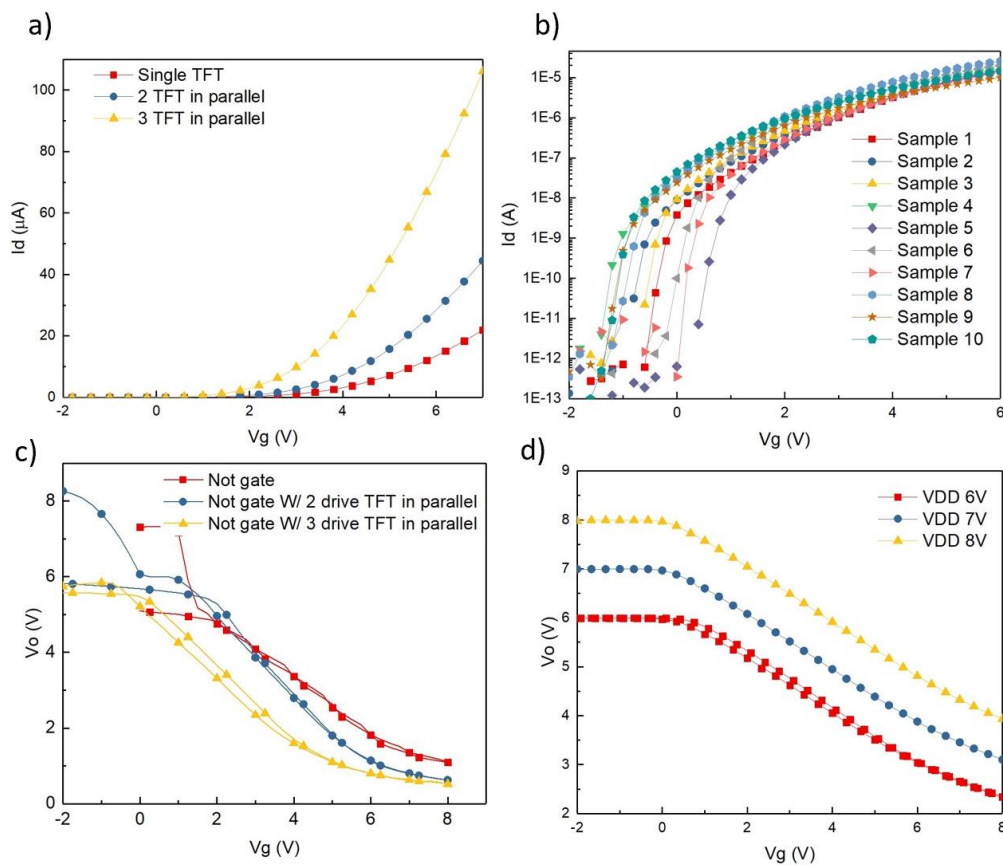 a)
100
80
60
40
20
0
Id (μA)
-2
0
2
4
6
Vg (V)
Single TFT
2 TFT in parallel
3 TFT in parallel
b)
1E-5
1E-6
1E-7
1E-8
1E-9
1E-10
1E-11
1E-12
1E-13
Id (A)
-2
0
2
4
6
Vg (V)
Sample 1
Sample 2
Sample 3
Sample 4
Sample 5
Sample 6
Sample 7
Sample 8
Sample 9
Sample 10
c)
8
6
4
2
0
Vo (V)
-2
0
2
4
6
8
Vg (V)
Not gate
Not gate W/ 2 drive TFT in parallel
Not gate W/ 3 drive TFT in parallel
d)
9
8
7
6
5
4
3
2
Vo (V)
-2
0
2
4
6
8
Vg (V)
VDD 6V
VDD 7V
VDD 8V